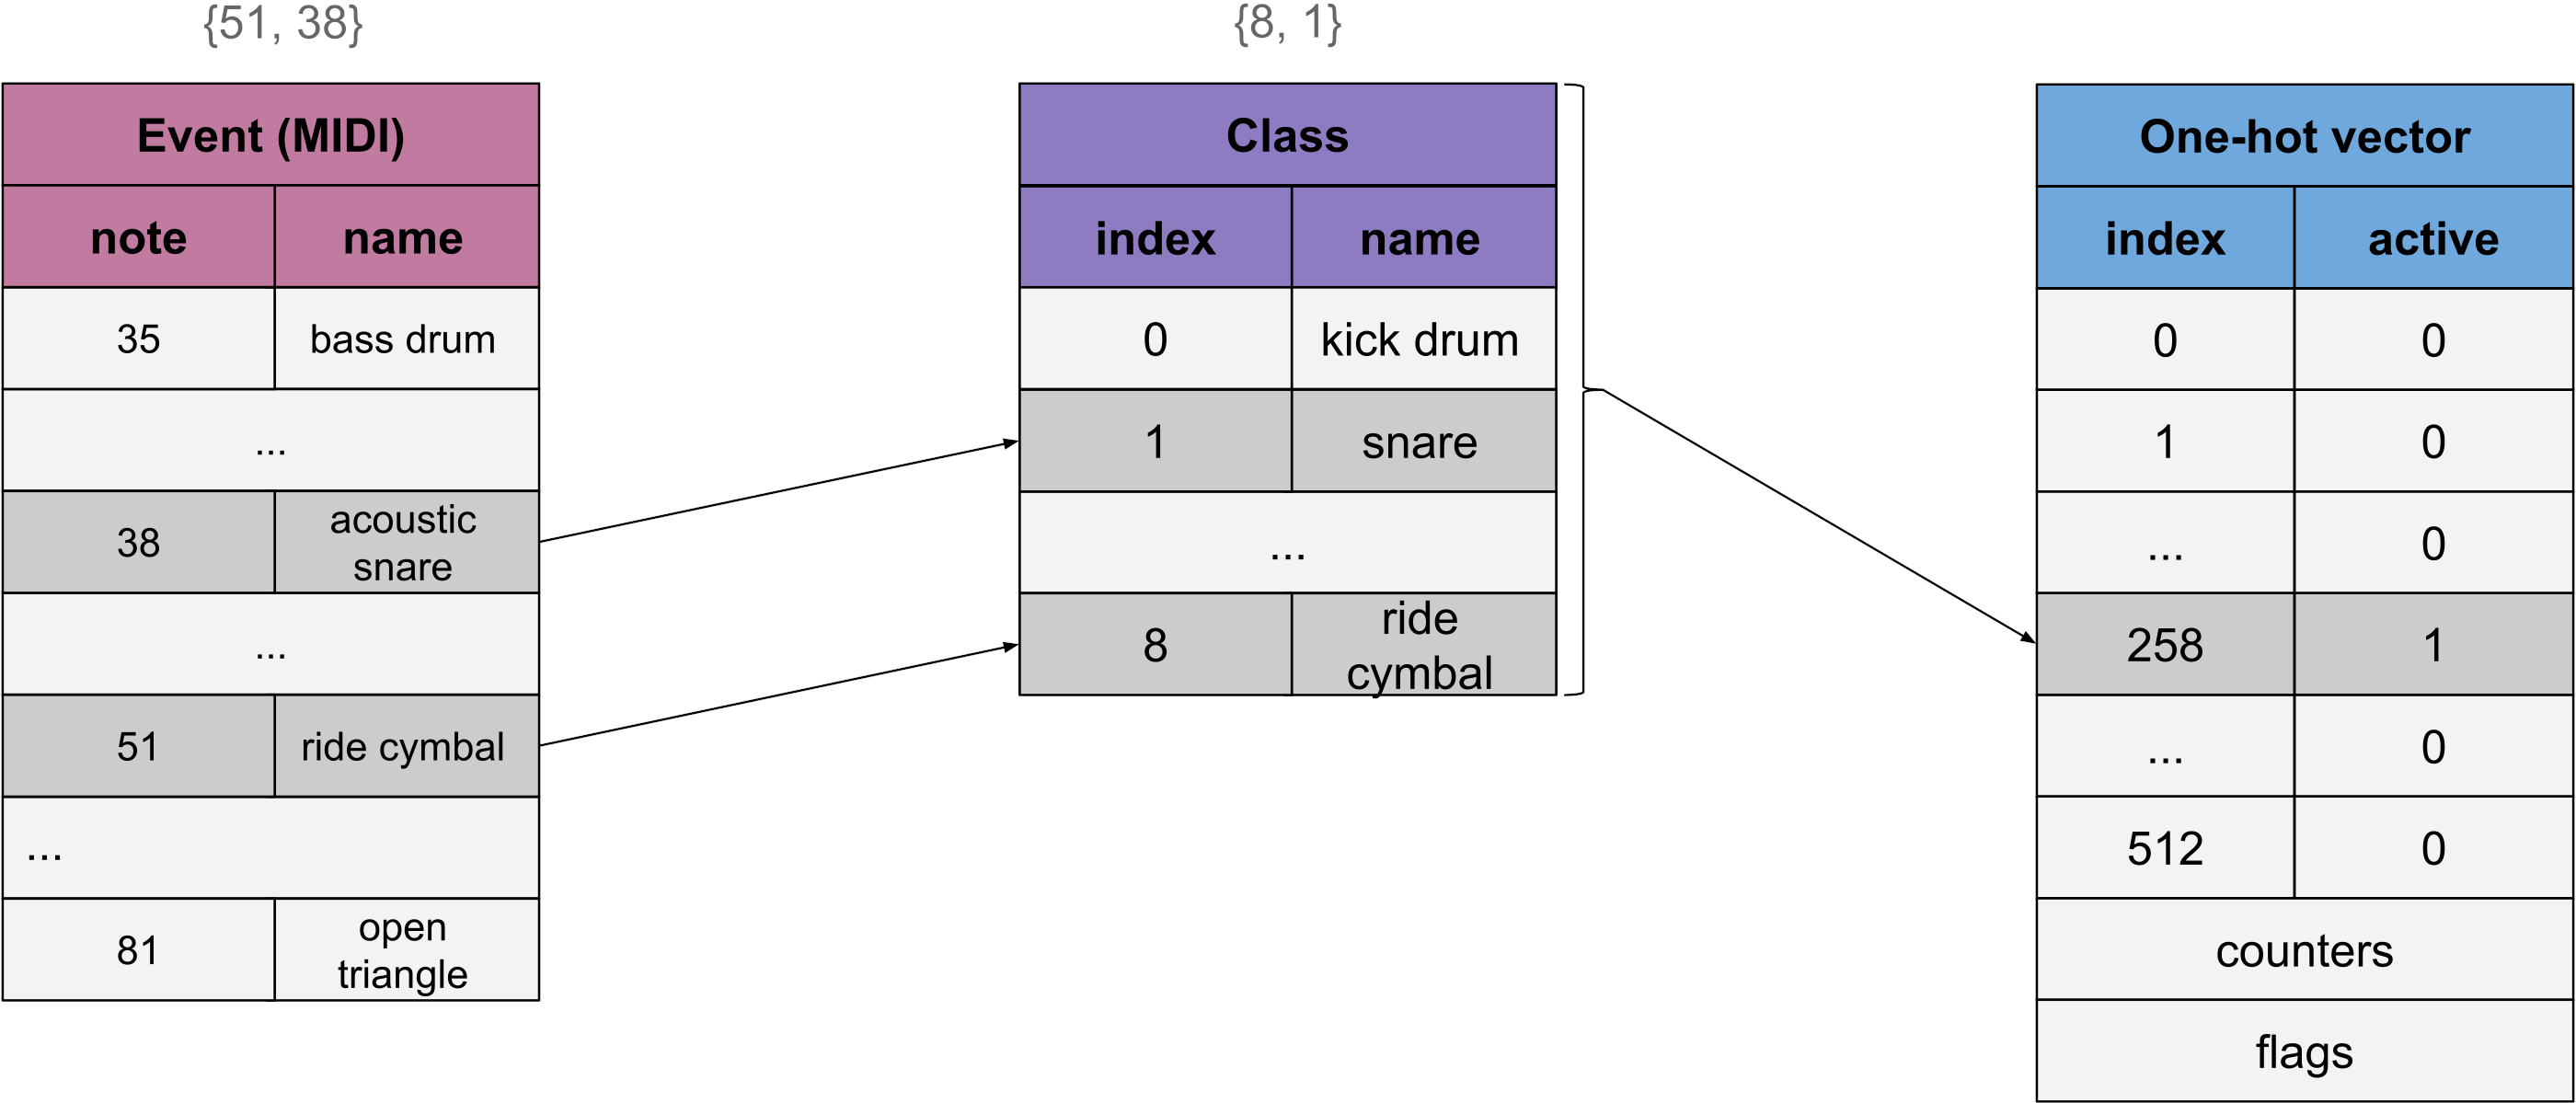 {51, 38}
{8, 1}
Event (MIDI)
note name
35 bass drum
...
38 acoustic
snare
...
51 ride cymbal
...
81 open
triangle
Class
index name
0 kick drum
1 snare
...
8 ride
cymbal
One-hot vector
index active
0 0
1 0
... 0
258 1
... 0
512 0
counters
flags